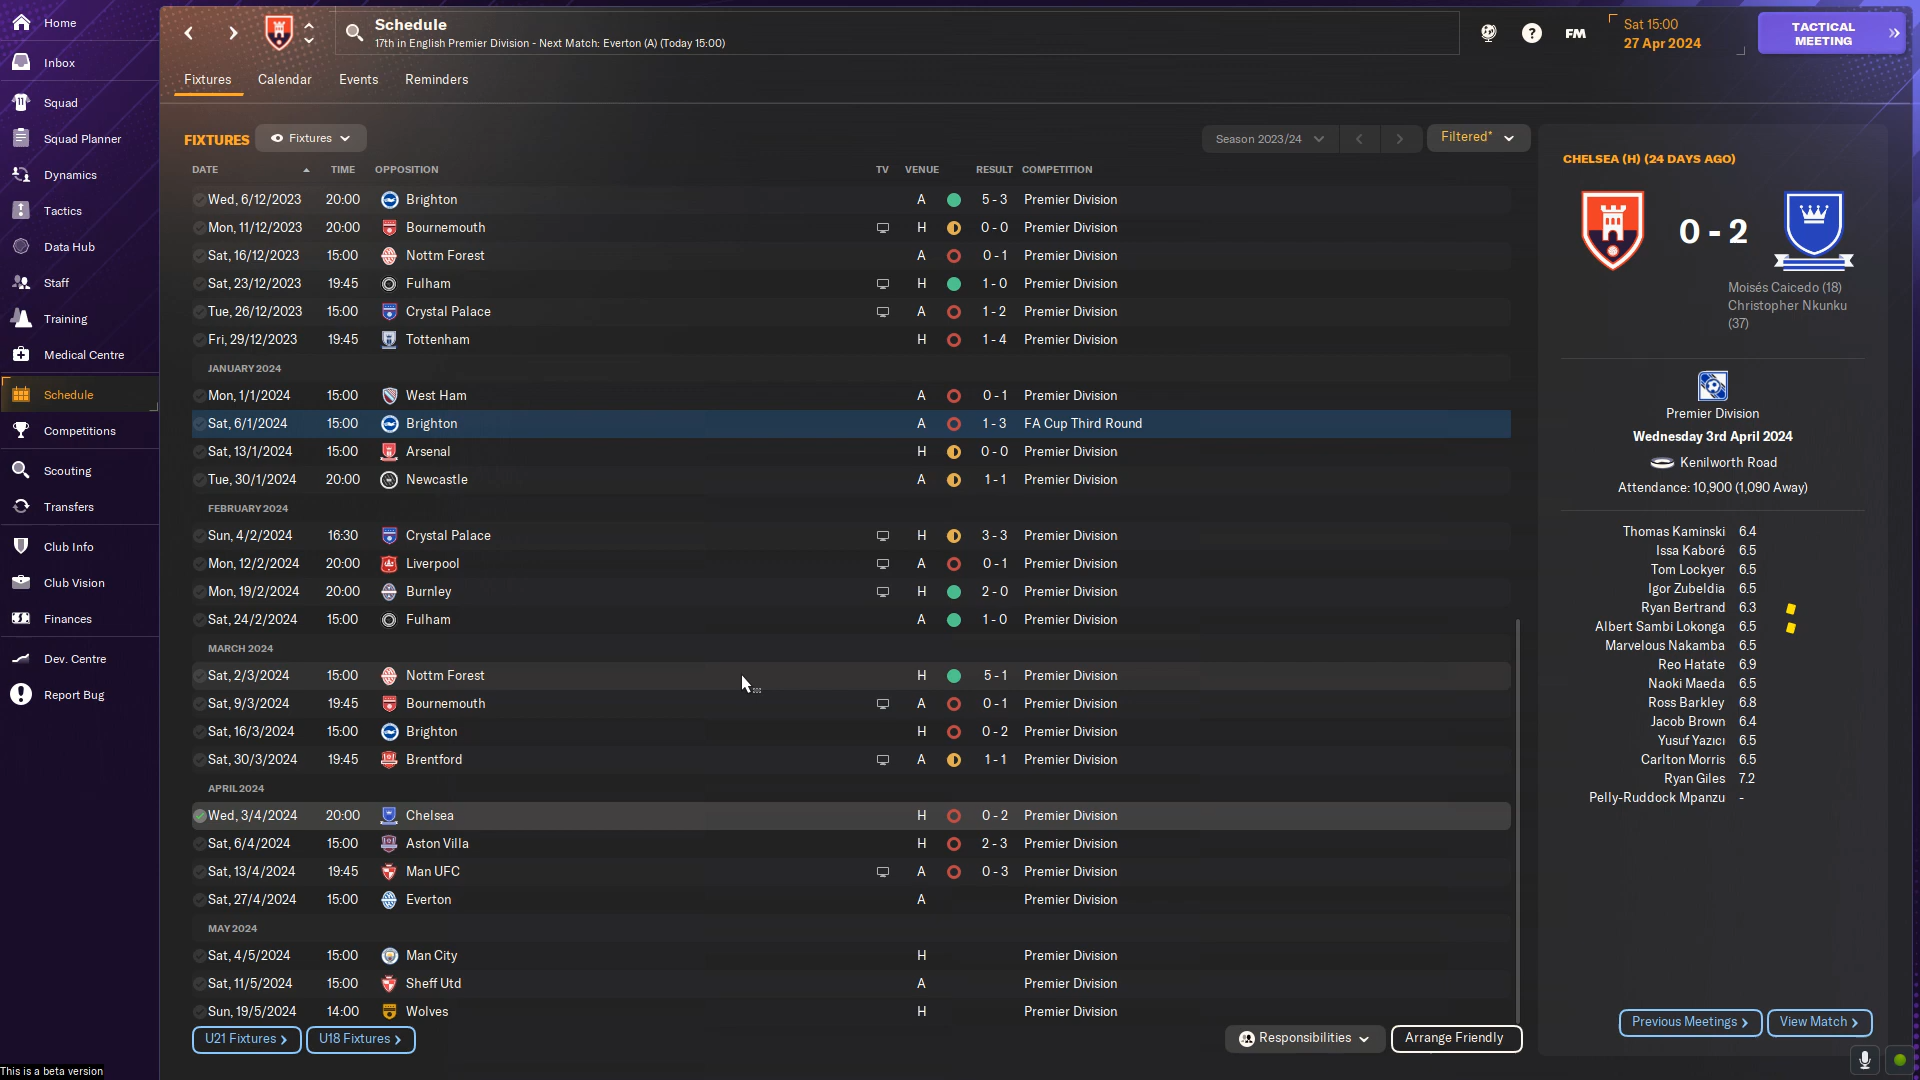 Home
Inbox
Squad
Squad Planner
Dynamics
Tactics
Data Hub
Staff
Training
Medical Centre
Schedule
Competitions
Scouting
Transfers
Club Info
Club Vision
Finances
Dev. Centre
Report Bug
This is a beta version
Schedule
17th in English Premier Division - Next Match: Everton (A) (Today 15:00)
FM
Sat 15:00
27 Apr 2024
TACTICAL MEETING
Fixtures Calendar Events Reminders
FIXTURES Fixtures Season 2023/24 Filtered*
DATE TIME OPPOSITION TV VENUE RESULT COMPETITION
Wed, 6/12/2023 20:00 Brighton A 5 - 3 Premier Division
Mon, 11/12/2023 20:00 Bournemouth H 0 - 0 Premier Division
Sat, 16/12/2023 15:00 Nottm Forest A 0 - 1 Premier Division
Sat, 23/12/2023 19:45 Fulham H 1 - 0 Premier Division
Tue, 26/12/2023 15:00 Crystal Palace A 1 - 2 Premier Division
Fri, 29/12/2023 19:45 Tottenham H 1 - 4 Premier Division
JANUARY 2024
Mon, 1/1/2024 15:00 West Ham A 0 - 1 Premier Division
Sat, 6/1/2024 15:00 Brighton A 1 - 3 FA Cup Third Round
Sat, 13/1/2024 15:00 Arsenal H 0 - 0 Premier Division
Tue, 30/1/2024 20:00 Newcastle A 1 - 1 Premier Division
FEBRUARY 2024
Sun, 4/2/2024 16:30 Crystal Palace H 3 - 3 Premier Division
Mon, 12/2/2024 20:00 Liverpool A 0 - 1 Premier Division
Mon, 19/2/2024 20:00 Burnley H 2 - 0 Premier Division
Sat, 24/2/2024 15:00 Fulham A 1 - 0 Premier Division
MARCH 2024
Sat, 2/3/2024 15:00 Nottm Forest H 5 - 1 Premier Division
Sat, 9/3/2024 19:45 Bournemouth A 0 - 1 Premier Division
Sat, 16/3/2024 15:00 Brighton H 0 - 2 Premier Division
Sat, 30/3/2024 19:45 Brentford A 1 - 1 Premier Division
APRIL 2024
Wed, 3/4/2024 20:00 Chelsea H 0 - 2 Premier Division
Sat, 6/4/2024 15:00 Aston Villa H 2 - 3 Premier Division
Sat, 13/4/2024 19:45 Man UFC A 0 - 3 Premier Division
Sat, 27/4/2024 15:00 Everton A Premier Division
MAY 2024
Sat, 4/5/2024 15:00 Man City H Premier Division
Sat, 11/5/2024 15:00 Sheff Utd A Premier Division
Sun, 19/5/2024 14:00 Wolves H Premier Division
U21 Fixtures U18 Fixtures Responsibilities Arrange Friendly
CHELSEA (H) (24 DAYS AGO)
0 - 2
Moisés Caicedo (18)
Christopher Nkunku
(37)
Premier Division
Wednesday 3rd April 2024
Kenilworth Road
Attendance: 10,900 (1,090 Away)
Thomas Kaminski 6.4
Issa Kaboré 6.5
Tom Lockyer 6.5
Igor Zubeldia 6.5
Ryan Bertrand 6.3
Albert Sambi Lokonga 6.5
Marvelous Nakamba 6.5
Reo Hatate 6.9
Naoki Maeda 6.5
Ross Barkley 6.8
Jacob Brown 6.4
Yusuf Yazıcı 6.5
Carlton Morris 6.5
Ryan Giles 7.2
Pelly-Ruddock Mpanzu -
Previous Meetings View Match